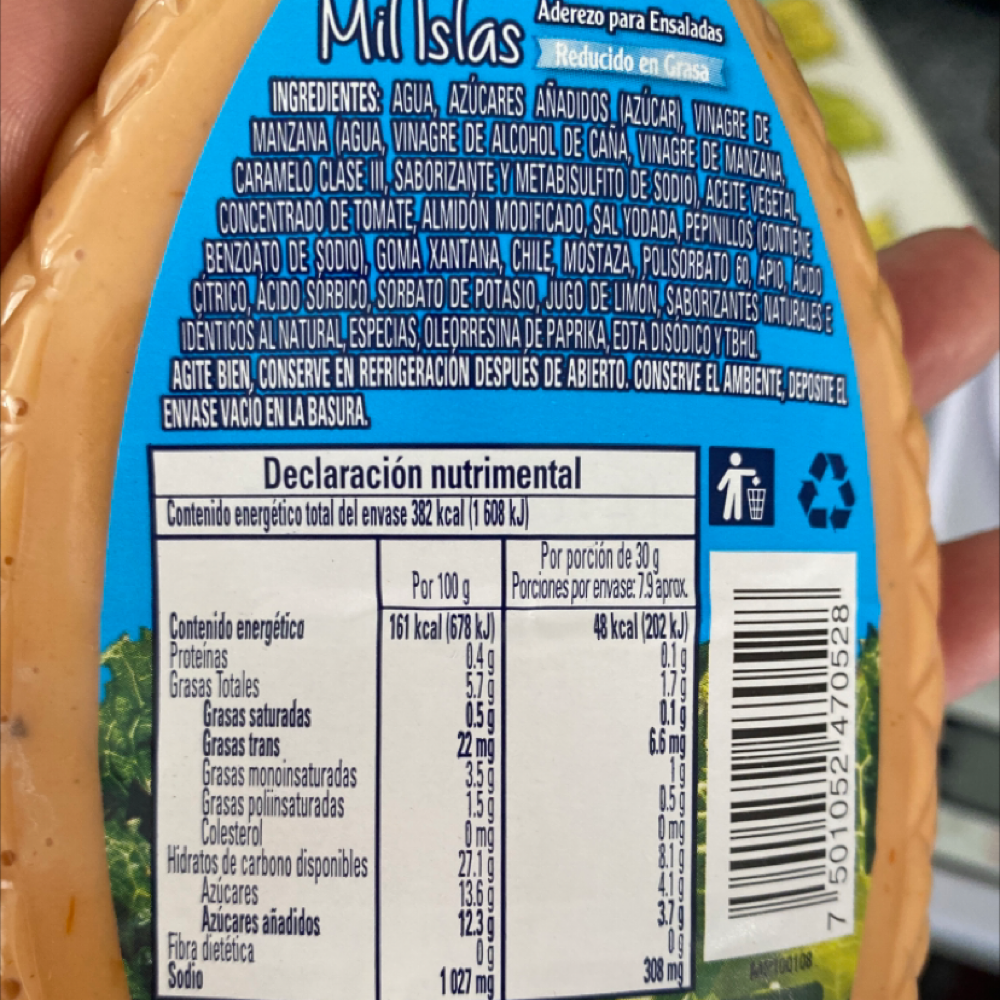 Mil Islas
Aderezo para Ensaladas
Reducido en Grasa
INGREDIENTES: AGUA, AZÚCARES AÑADIDOS (AZÚCAR), VINAGRE DE
MANZANA (AGUA, VINAGRE DE ALCOHOL DE CAÑA, VINAGRE DE MANZANA,
CARAMELO CLASE III, SABORIZANTE Y METABISULFITO DE SODIO), ACEITE VEGETAL,
CONCENTRADO DE TOMATE, ALMIDÓN MODIFICADO, SAL YODADA, PEPINILLOS (CONTIENE
BENZOATO DE SODIO), GOMA XANTANA, CHILE, MOSTAZA, POLISORBATO 60, APIO, ÁCIDO
CÍTRICO, ÁCIDO SÓRBICO, SORBATO DE POTASIO, JUGO DE LIMÓN, SABORIZANTES NATURALES E
IDÉNTICOS AL NATURAL, ESPECIAS, OLEORRESINA DE PAPRIKA, EDTA DISÓDICO Y TBHQ.
AGITE BIEN, CONSERVE EN REFRIGERACIÓN DESPUÉS DE ABIERTO. CONSERVE EL AMBIENTE, DEPOSITE EL
ENVASE VACÍO EN LA BASURA.
Declaración nutrimental
Contenido energético total del envase 382 kcal (1 608 kJ)
Por 100 g Por porción de 30 g
Porciones por envase: 7.9 aprox.
Contenido energético 161 kcal (678 kJ) 48 kcal (202 kJ)
Proteínas 0.4 g 0.1 g
Grasas Totales 5.7 g 1.7 g
Grasas saturadas 0.5 g 0.1 g
Grasas trans 22 mg 6.6 mg
Grasas monoinsaturadas 3.5 g 1 g
Grasas poliinsaturadas 1.5 g 0.5 g
Colesterol 0 mg 0 mg
Hidratos de carbono disponibles 27.1 g 8.1 g
Azúcares 13.6 g 4.1 g
Azúcares añadidos 12.3 g 3.7 g
Fibra dietética 0 g 0 g
Sodio 1 027 mg 308 mg
7 501052 470528